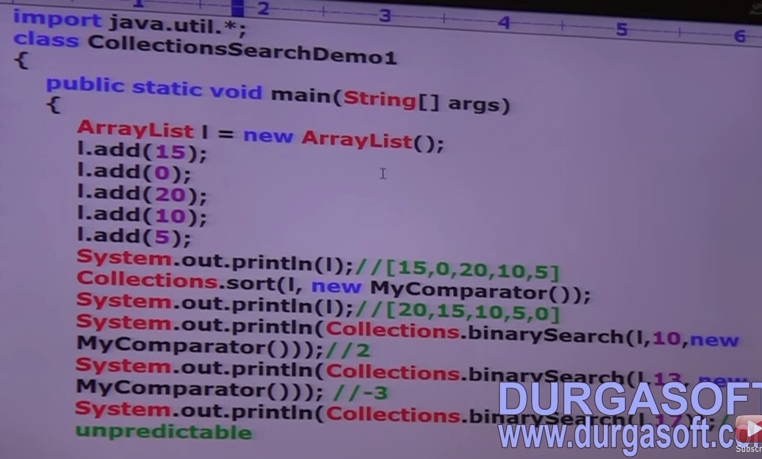 1 2 3 4 5 6
import java.util.*;
class CollectionsSearchDemo1
{
public static void main(String[] args)
{
ArrayList l = new ArrayList();
l.add(15);
l.add(0);
l.add(20);
l.add(10);
l.add(5);
System.out.println(l);//[15,0,20,10,5]
Collections.sort(l, new MyComparator());
System.out.println(l);//[20,15,10,5,0]
System.out.println(Collections.binarySearch(l,10,new
MyComparator()));//2
System.out.println(Collections.binarySearch(l,13, new
MyComparator())); //-3
System.out.println(Collections.binarySearch(l,17));//
unpredictable
DURGASOFT
www.durgasoft.com